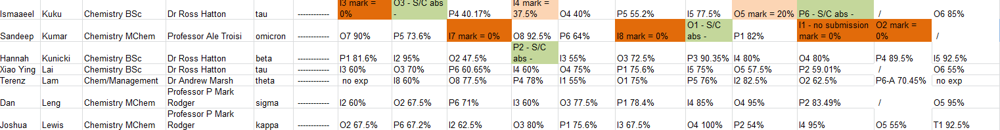 I3 mark = O3 - S/C abs I4 mark =
Ismaaeel Kuku Chemistry BSc Dr Ross Hatton tau ----------- 0% - P4 40.17% 37.5% O4 40% P5 55.2% I5 77.5% O5 mark = 20% P6 - S/C abs - / O6 85%
O1 - S/C I1 - no submission O2 mark =
Sandeep Kumar Chemistry MChem Professor Ale Troisi omicron ----------- O7 90% P5 73.6% I7 mark = 0% O8 92.5% P6 64% I8 mark = 0% abs - P1 82% mark = 0% 0% /
P2 - S/C
Hannah Kunicki Chemistry BSc Dr Ross Hatton beta ----------- P1 81.6% I2 95% O2 47.5% abs - I3 55% O3 72.5% P3 90.35% I4 80% O4 80% P4 89.5% I5 92.5%
Xiao Ying Lai Chemistry BSc Dr Ross Hatton tau ----------- I3 60% O3 70% P6 60.65% I4 60% O4 75% P1 75.6% I5 75% O5 57.5% P2 59.01% / O6 55%
Terenz Lam Chem/Management Dr Andrew Marsh theta ----------- no exp I8 60% O8 77.5% P4 78% I1 55% O1 75% P5 76% I2 82.5% O2 62.5% P6-A 70.45% no exp
Professor P Mark
Dan Leng Chemistry MChem Rodger sigma ----------- I2 60% O2 67.5% P6 71% I3 60% O3 77.5% P1 78.4% I4 85% O4 95% P2 83.49% / O5 95%
Professor P Mark
Joshua Lewis Chemistry MChem Rodger kappa ----------- O2 67.5% P6 67.2% I2 62.5% O3 80% P1 75.6% I3 67.5% O4 100% P2 54% I4 95% O5 55% T1 92.5%